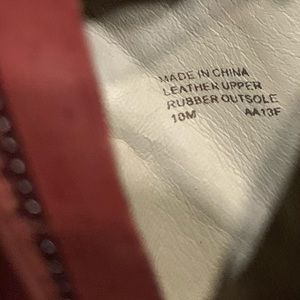 MADE IN CHINA
LEATHER UPPER
RUBBER OUTSOLE
10M AA13F